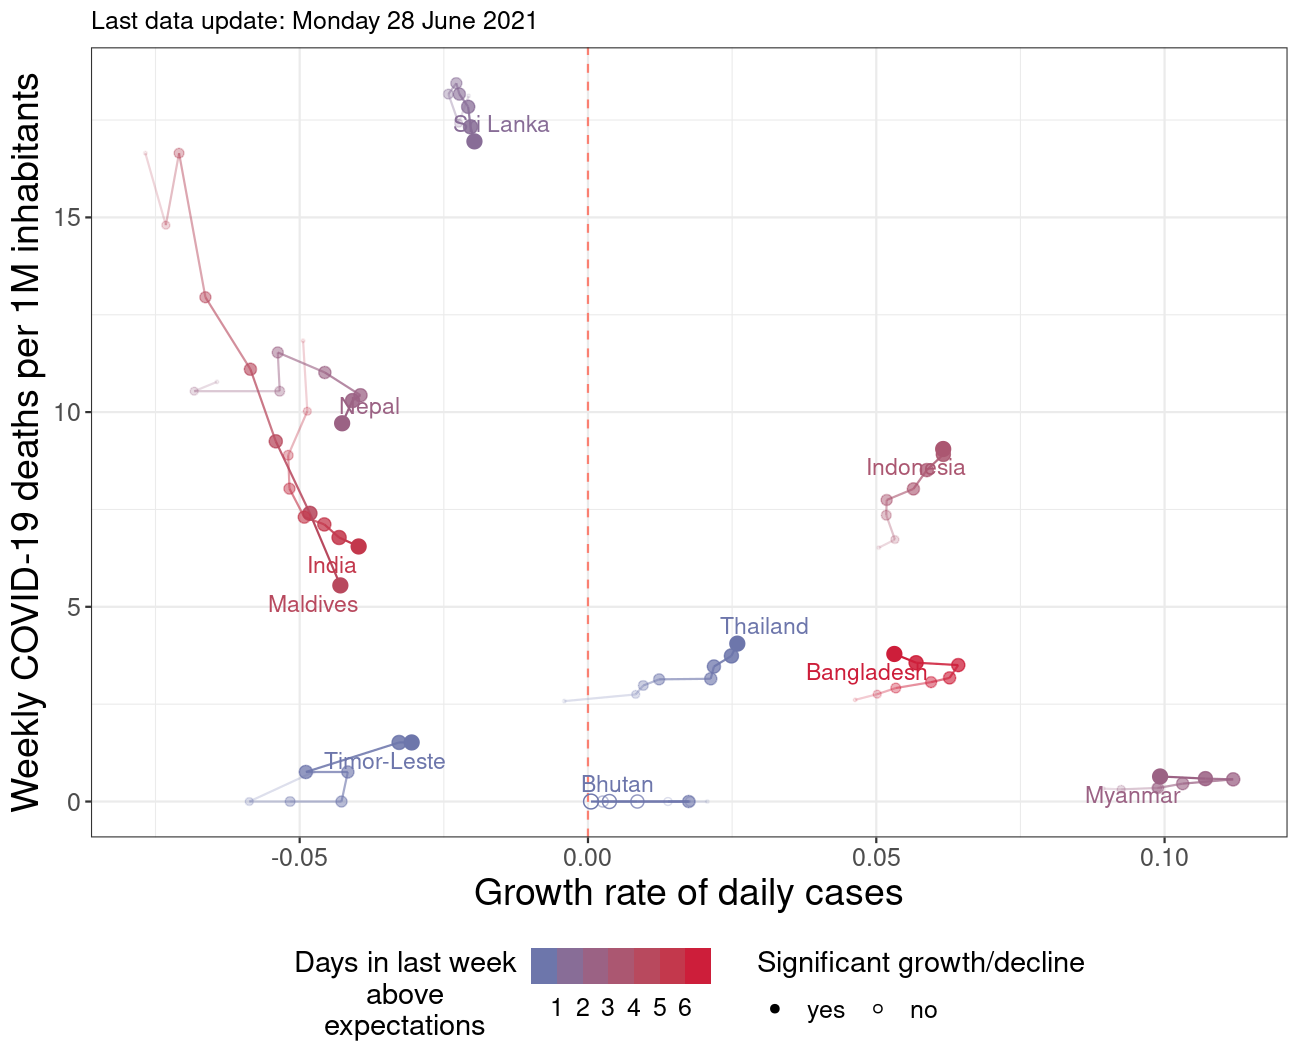 Last data update: Monday 28 June 2021
Weekly COVID-19 deaths per 1M inhabitants
15
10
5
0
Sri Lanka
Nepal
Indonesia
India
Maldives
Thailand
Bangladesh
Timor-Leste
Bhutan
Myanmar
-0.05
0.00
0.05
0.10
Growth rate of daily cases
Days in last week
above
expectations
1 2 3 4 5 6
Significant growth/decline
yes
no